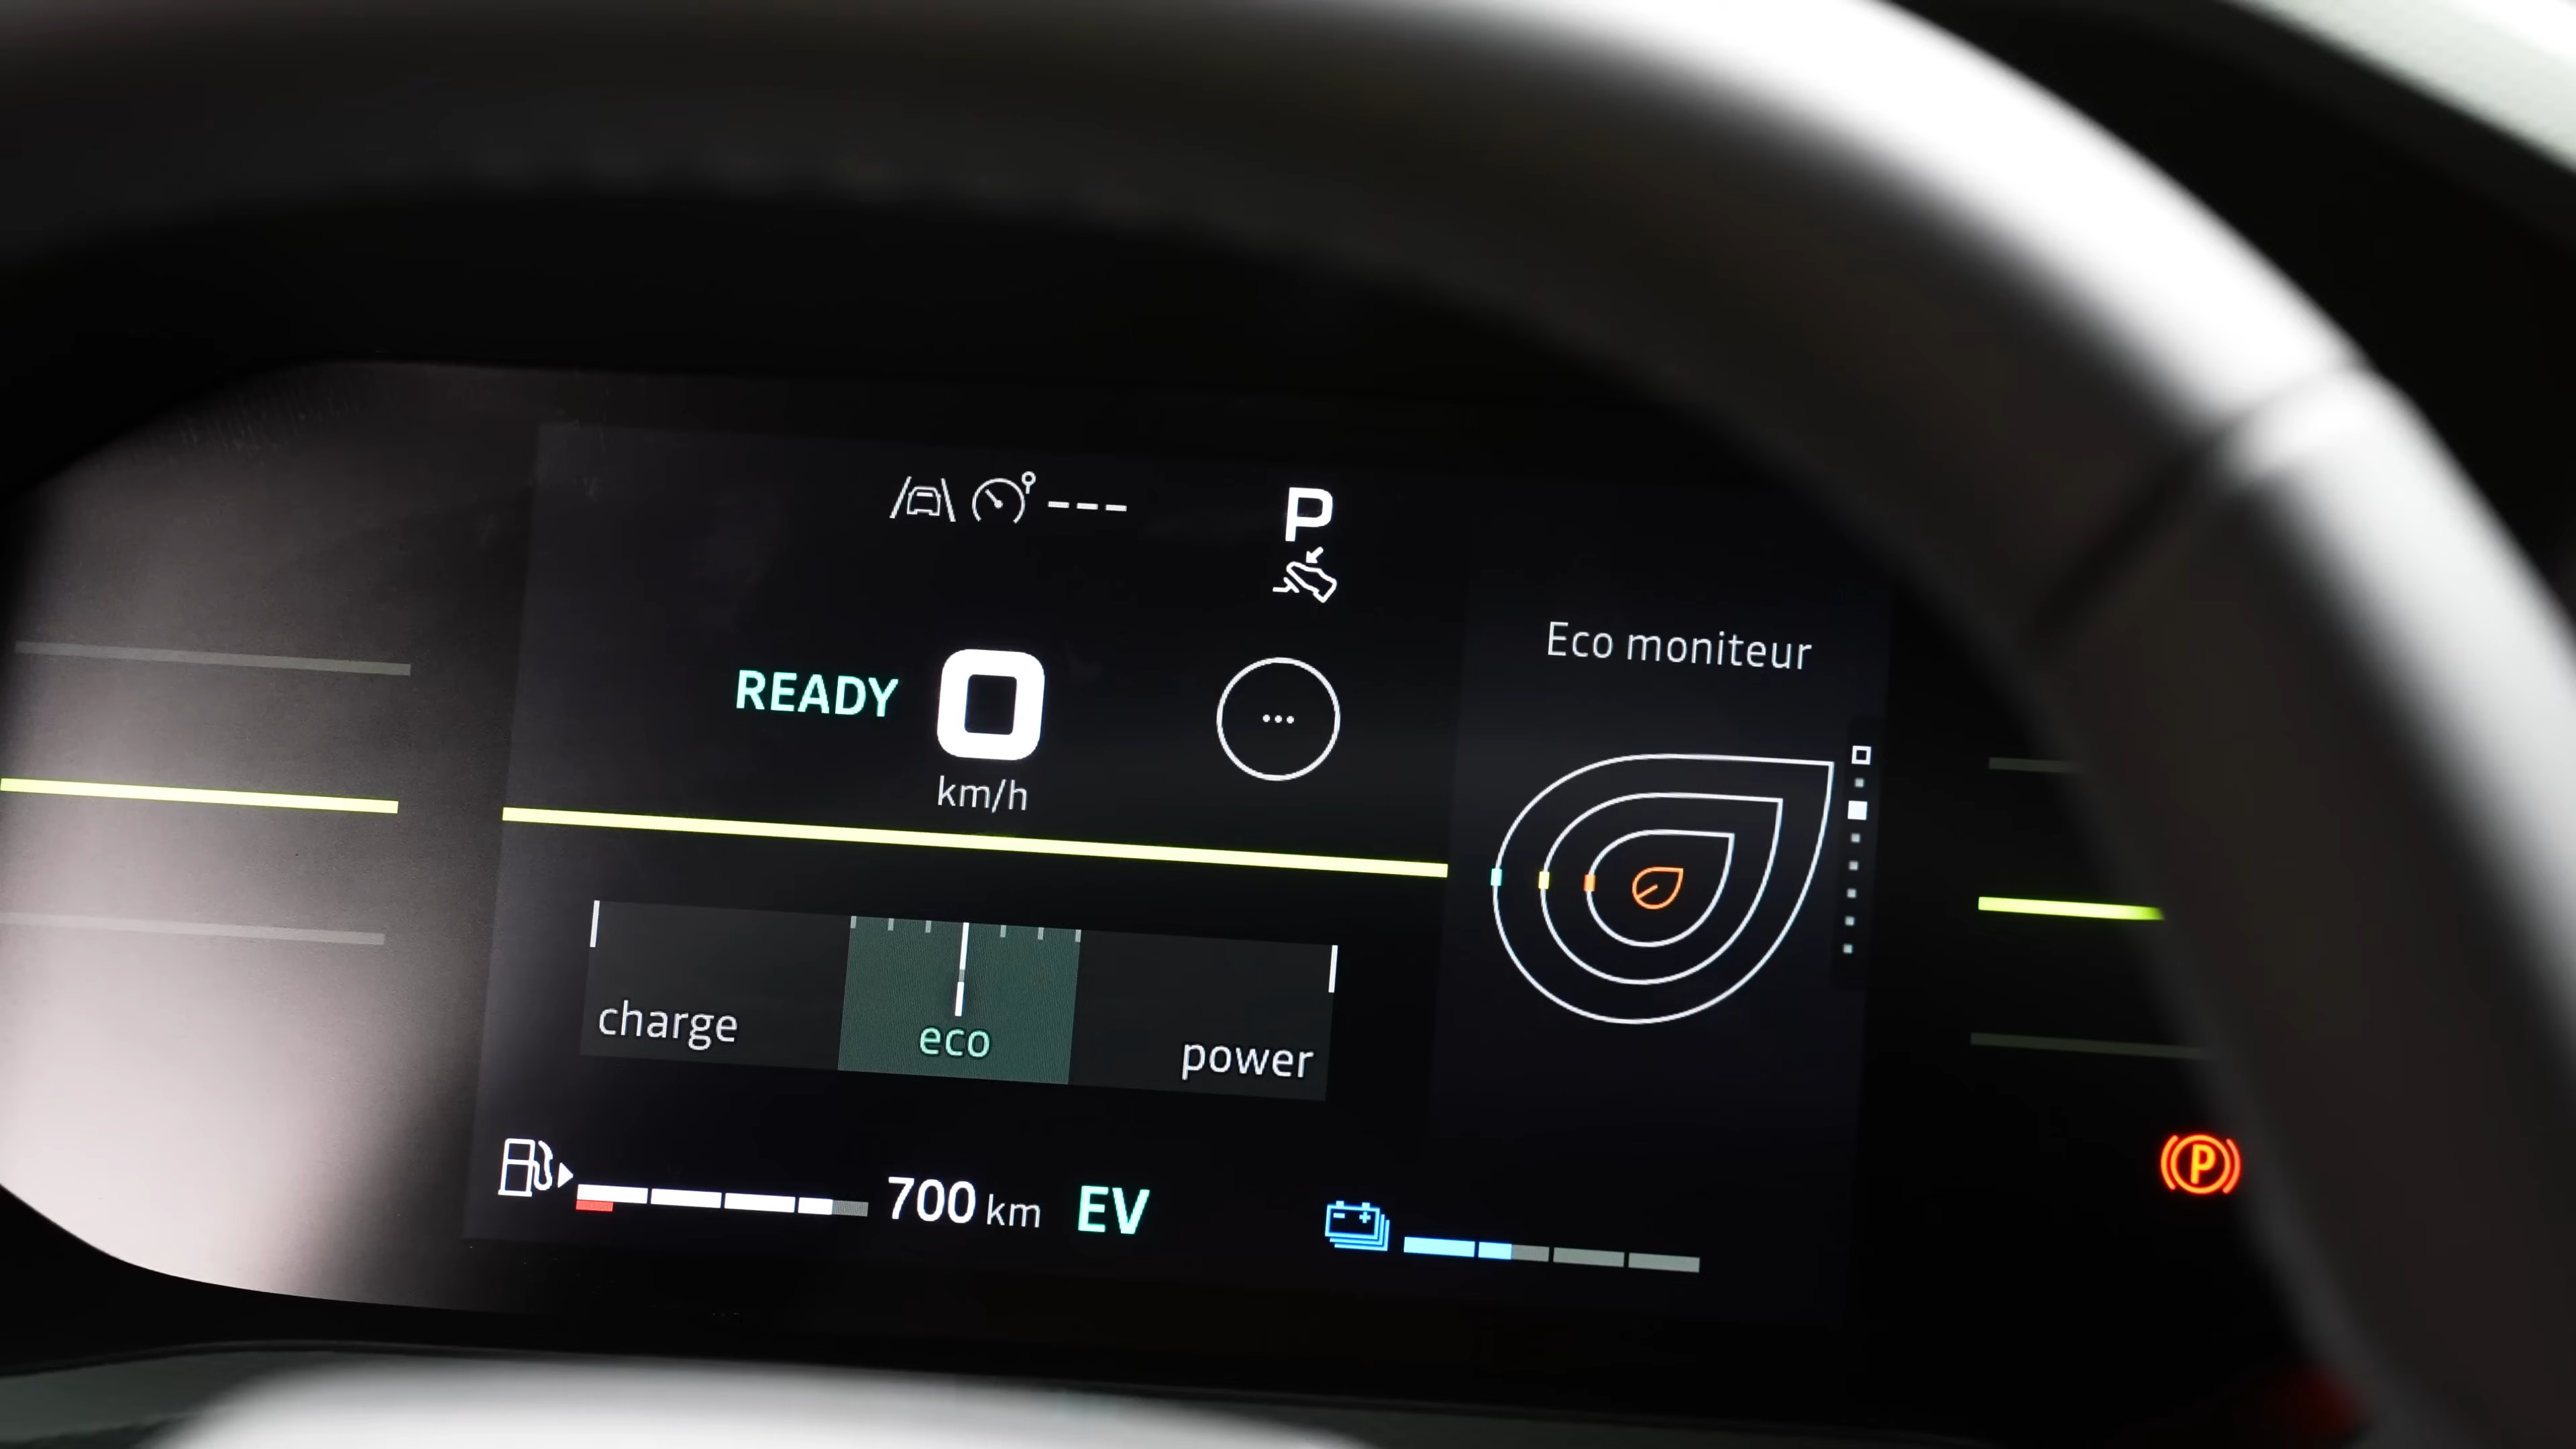 ---
P
READY 0
km/h
...
Eco moniteur
charge
eco
power
700 km EV
P